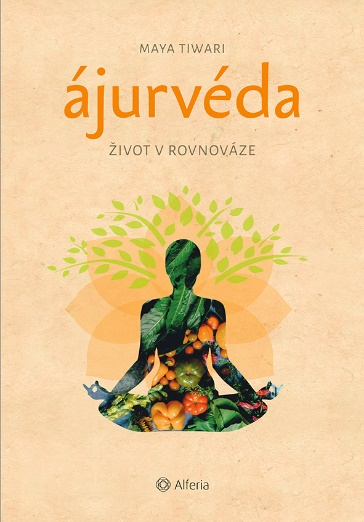 MAYA TIWARI
ájurvéda
ŽIVOT V ROVNOVÁZE
Alferia